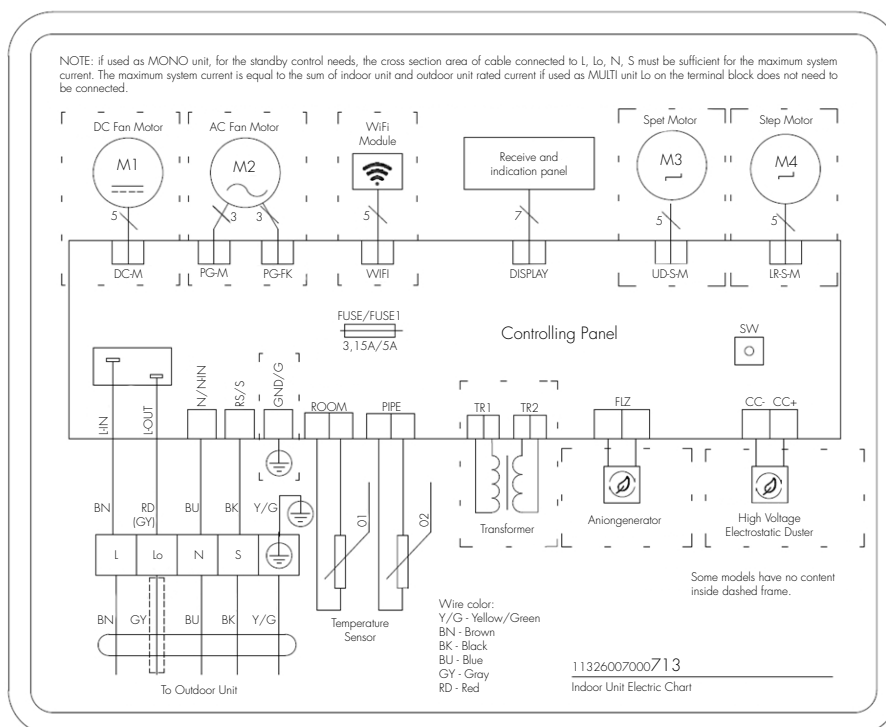 NOTE: if used as MONO unit, for the standby control needs, the cross section area of cable connected to L, Lo, N, S must be sufficient for the maximum system
current. The maximum system current is equal to the sum of indoor unit and outdoor unit rated current if used as MULTI unit Lo on the terminal block does not need to
be connected.
DC Fan Motor
AC Fan Motor
WiFi
Module
Receive and
indication panel
Spet Motor
Step Motor
M1
M2
M3
M4
5
3
3
5
7
5
5
DC-M
PG-M
PG-FK
WIFI
DISPLAY
UD-S-M
LR-S-M
FUSE/FUSE1
3,15A/5A
Controlling Panel
SW
L-IN
L-OUT
N/N-IN
RS/S
GND/G
ROOM
PIPE
TR1
TR2
FLZ
CC-
CC+
BN
RD
(GY)
BU
BK
Y/G
01
02
Transformer
Aniongenerator
High Voltage
Electrostatic Duster
L
Lo
N
S
Some models have no content
inside dashed frame.
BN
GY
BU
BK
Y/G
Temperature
Sensor
Wire color:
Y/G - Yellow/Green
BN - Brown
BK - Black
BU - Blue
GY - Gray
RD - Red
To Outdoor Unit
11326007000713
Indoor Unit Electric Chart